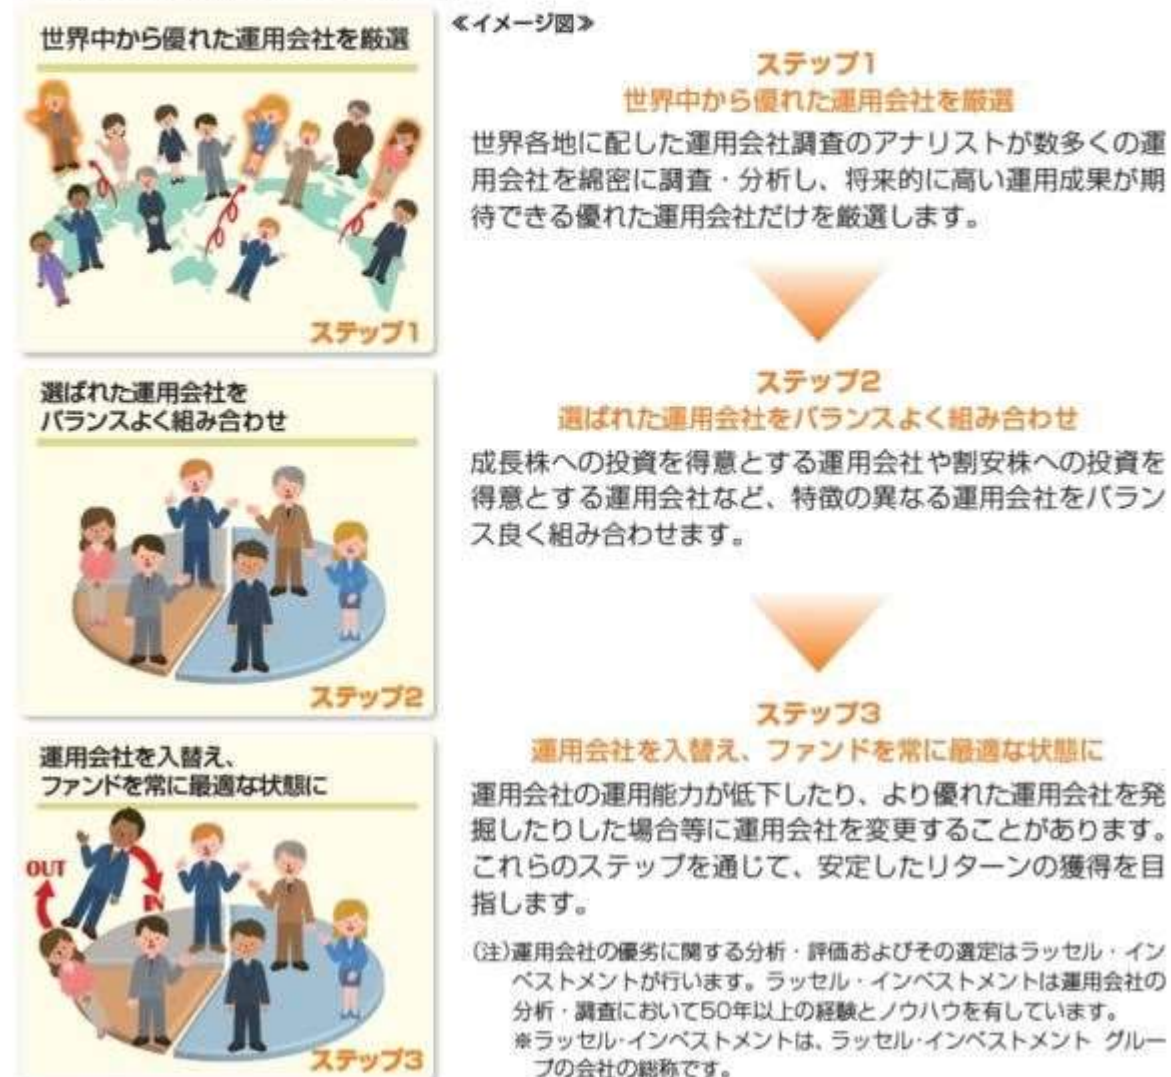 世界中から優れた運用会社を厳選
ステップ1
≪イメージ図≫
ステップ1
世界中から優れた運用会社を厳選
世界各地に配した運用会社調査のアナリストが数多くの運
用会社を綿密に調査・分析し、将来的に高い運用成果が期
待できる優れた運用会社だけを厳選します。
選ばれた運用会社を
バランスよく組み合わせ
ステップ2
ステップ2
選ばれた運用会社をバランスよく組み合わせ
成長株への投資を得意とする運用会社や割安株への投資を
得意とする運用会社など、特徴の異なる運用会社をバラン
ス良く組み合わせます。
運用会社を入替え、
ファンドを常に最適な状態に
OUT
IN
ステップ3
ステップ3
運用会社を入替え、ファンドを常に最適な状態に
運用会社の運用能力が低下したり、より優れた運用会社を発
掘したりした場合等に運用会社を変更することがあります。
これらのステップを通じて、安定したリターンの獲得を目
指します。
(注)運用会社の優劣に関する分析・評価およびその選定はラッセル・イン
ベストメントが行います。ラッセル・インベストメントは運用会社の
分析・調査において50年以上の経験とノウハウを有しています。
※ラッセル・インベストメントは、ラッセル・インベストメント グルー
プの会社の総称です。